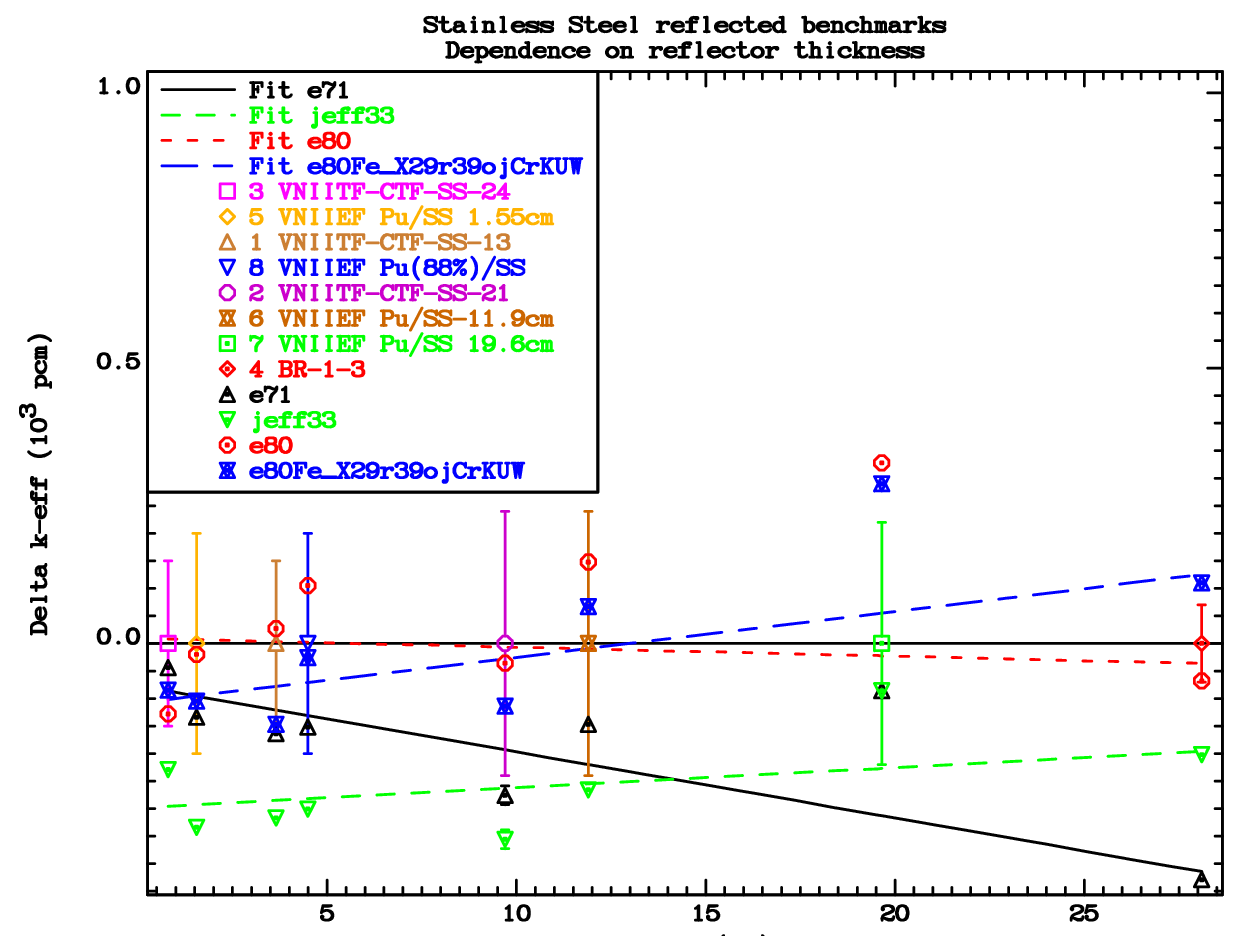 Stainless Steel reflected benchmarks
Dependence on reflector thickness
1.0
0.5
0.0
Delta k-eff (10³ pcm)
Fit e71
Fit jeff33
Fit e80
Fit e80Fe_X29r39ojCrKUW
3 VNIITF-CTF-SS-24
5 VNIIEF Pu/SS 1.55cm
1 VNIITF-CTF-SS-13
8 VNIIEF Pu(88%)/SS
2 VNIITF-CTF-SS-21
6 VNIIEF Pu/SS-11.9cm
7 VNIIEF Pu/SS 19.6cm
4 BR-1-3
e71
jeff33
e80
e80Fe_X29r39ojCrKUW
5 10 15 20 25